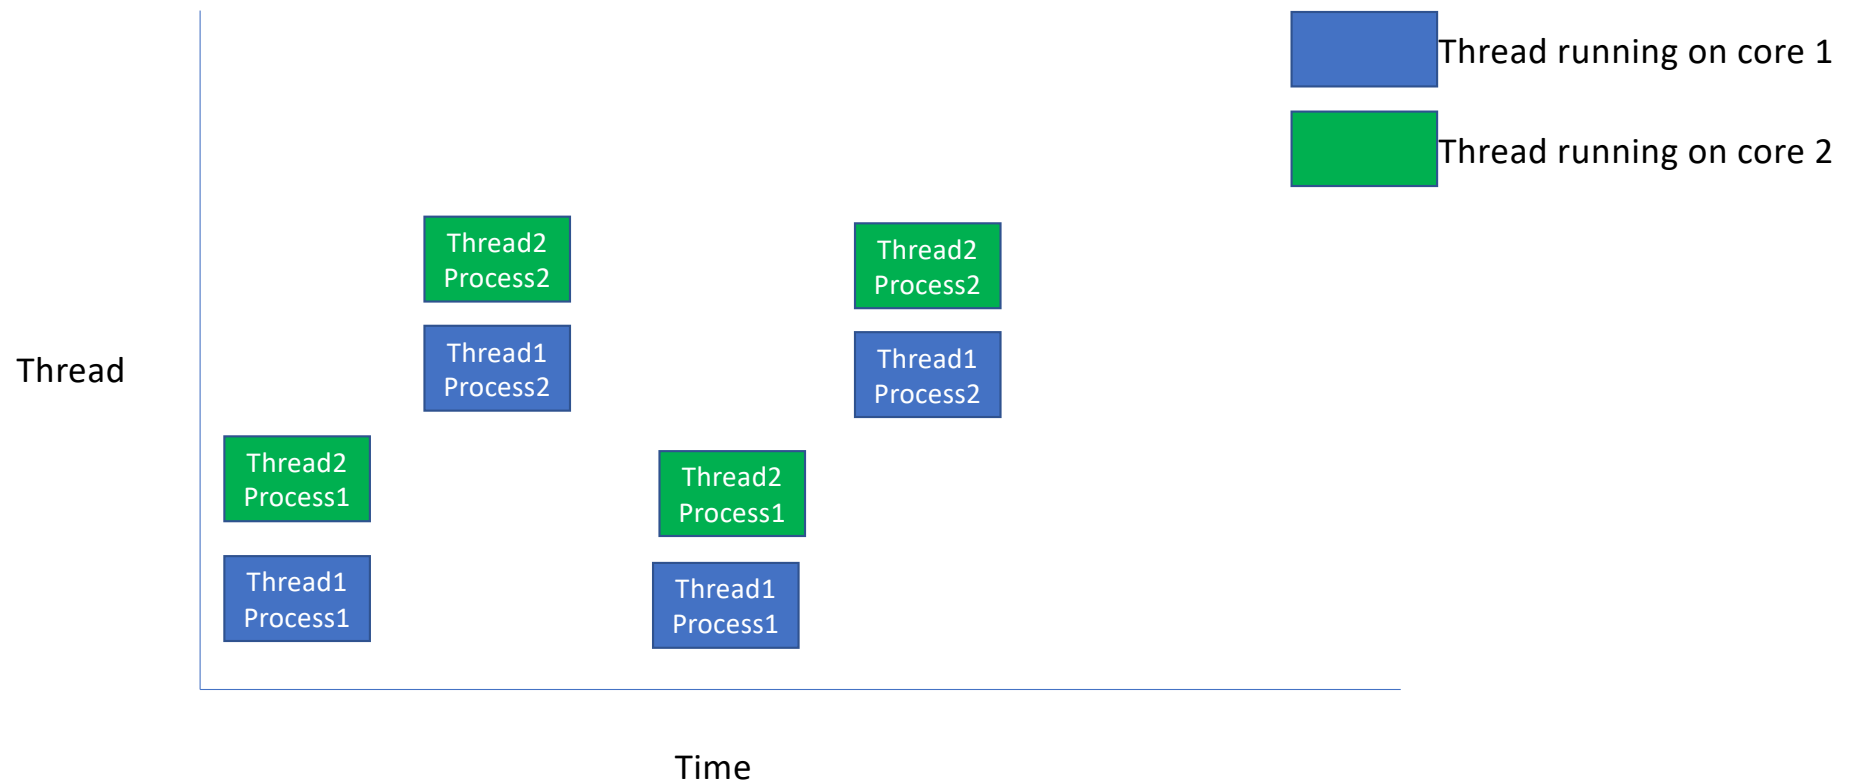 Thread running on core 1
Thread running on core 2
Thread2
Process2
Thread2
Process2
Thread1
Process2
Thread1
Process2
Thread
Thread2
Process1
Thread2
Process1
Thread1
Process1
Thread1
Process1
Time